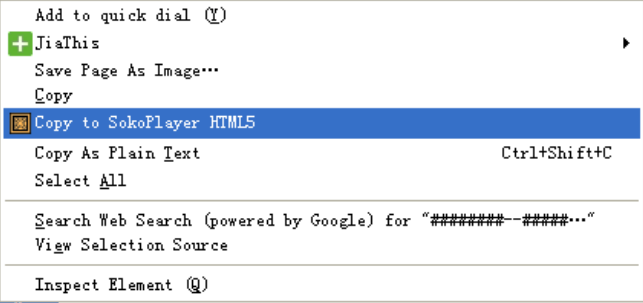 Add to quick dial (Y)
JiaThis
Save Page As Image…
Copy
Copy to SokoPlayer HTML5
Copy As Plain Text Ctrl+Shift+C
Select All
Search Web Search (powered by Google) for "########--#####…"
View Selection Source
Inspect Element (Q)